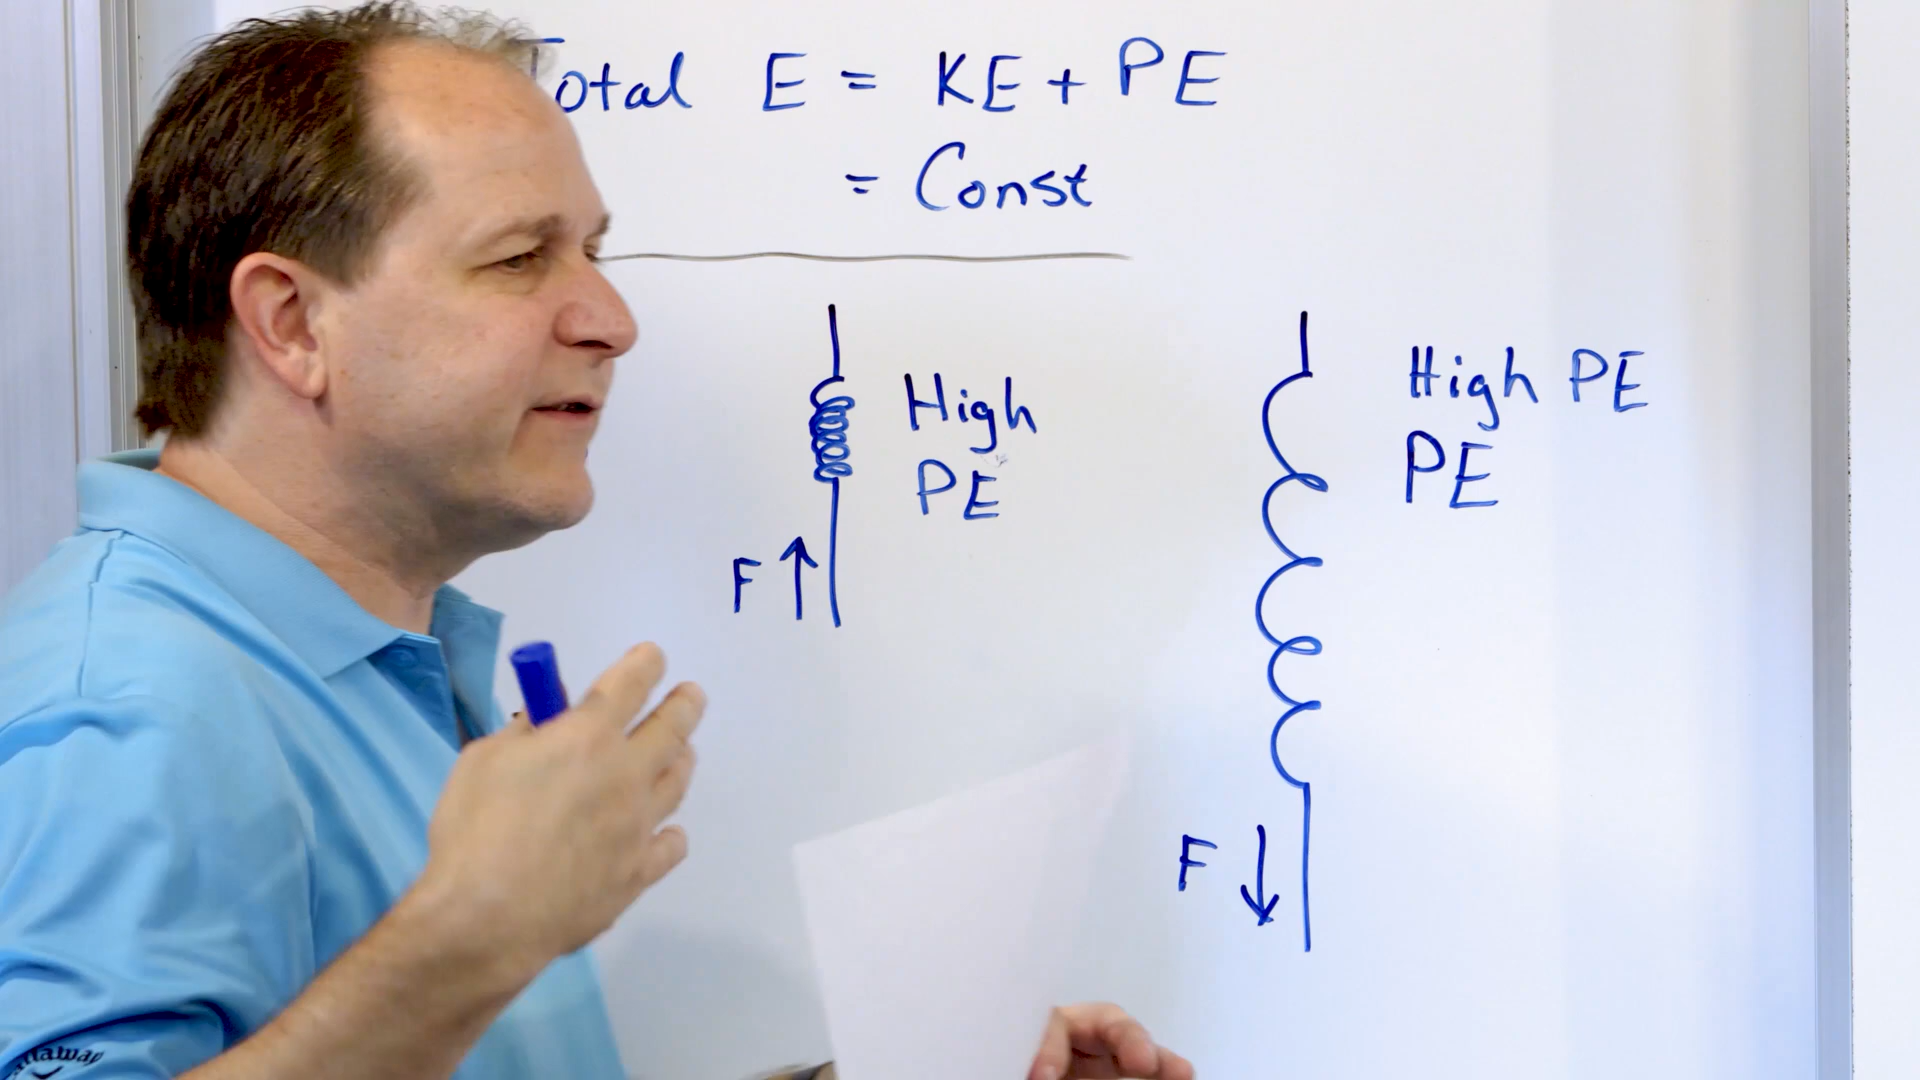 Total E = KE + PE
= Const
High
PE
F
High PE
PE
F